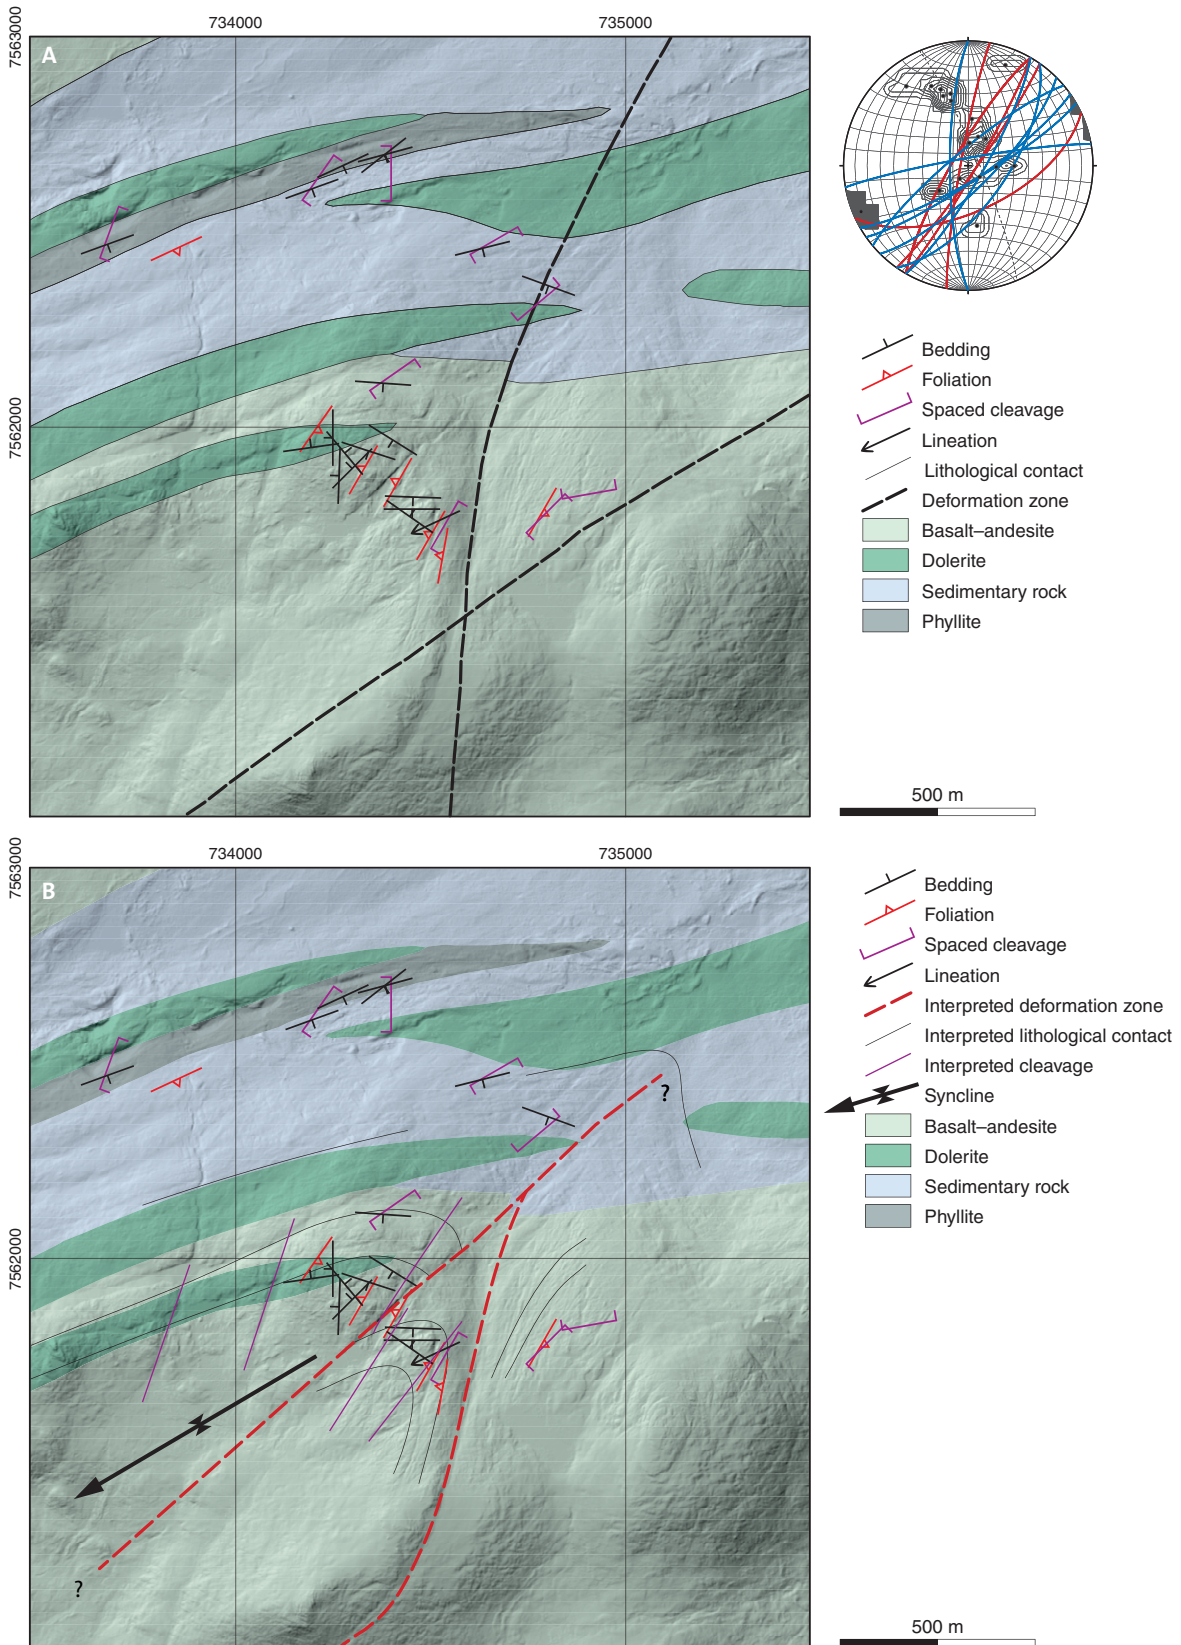 734000
735000
7563000
A
7562000
Bedding
Foliation
Spaced cleavage
Lineation
Lithological contact
Deformation zone
Basalt–andesite
Dolerite
Sedimentary rock
Phyllite
500 m
734000
735000
7563000
B
7562000
?
?
Bedding
Foliation
Spaced cleavage
Lineation
Interpreted deformation zone
Interpreted lithological contact
Interpreted cleavage
Syncline
Basalt–andesite
Dolerite
Sedimentary rock
Phyllite
500 m